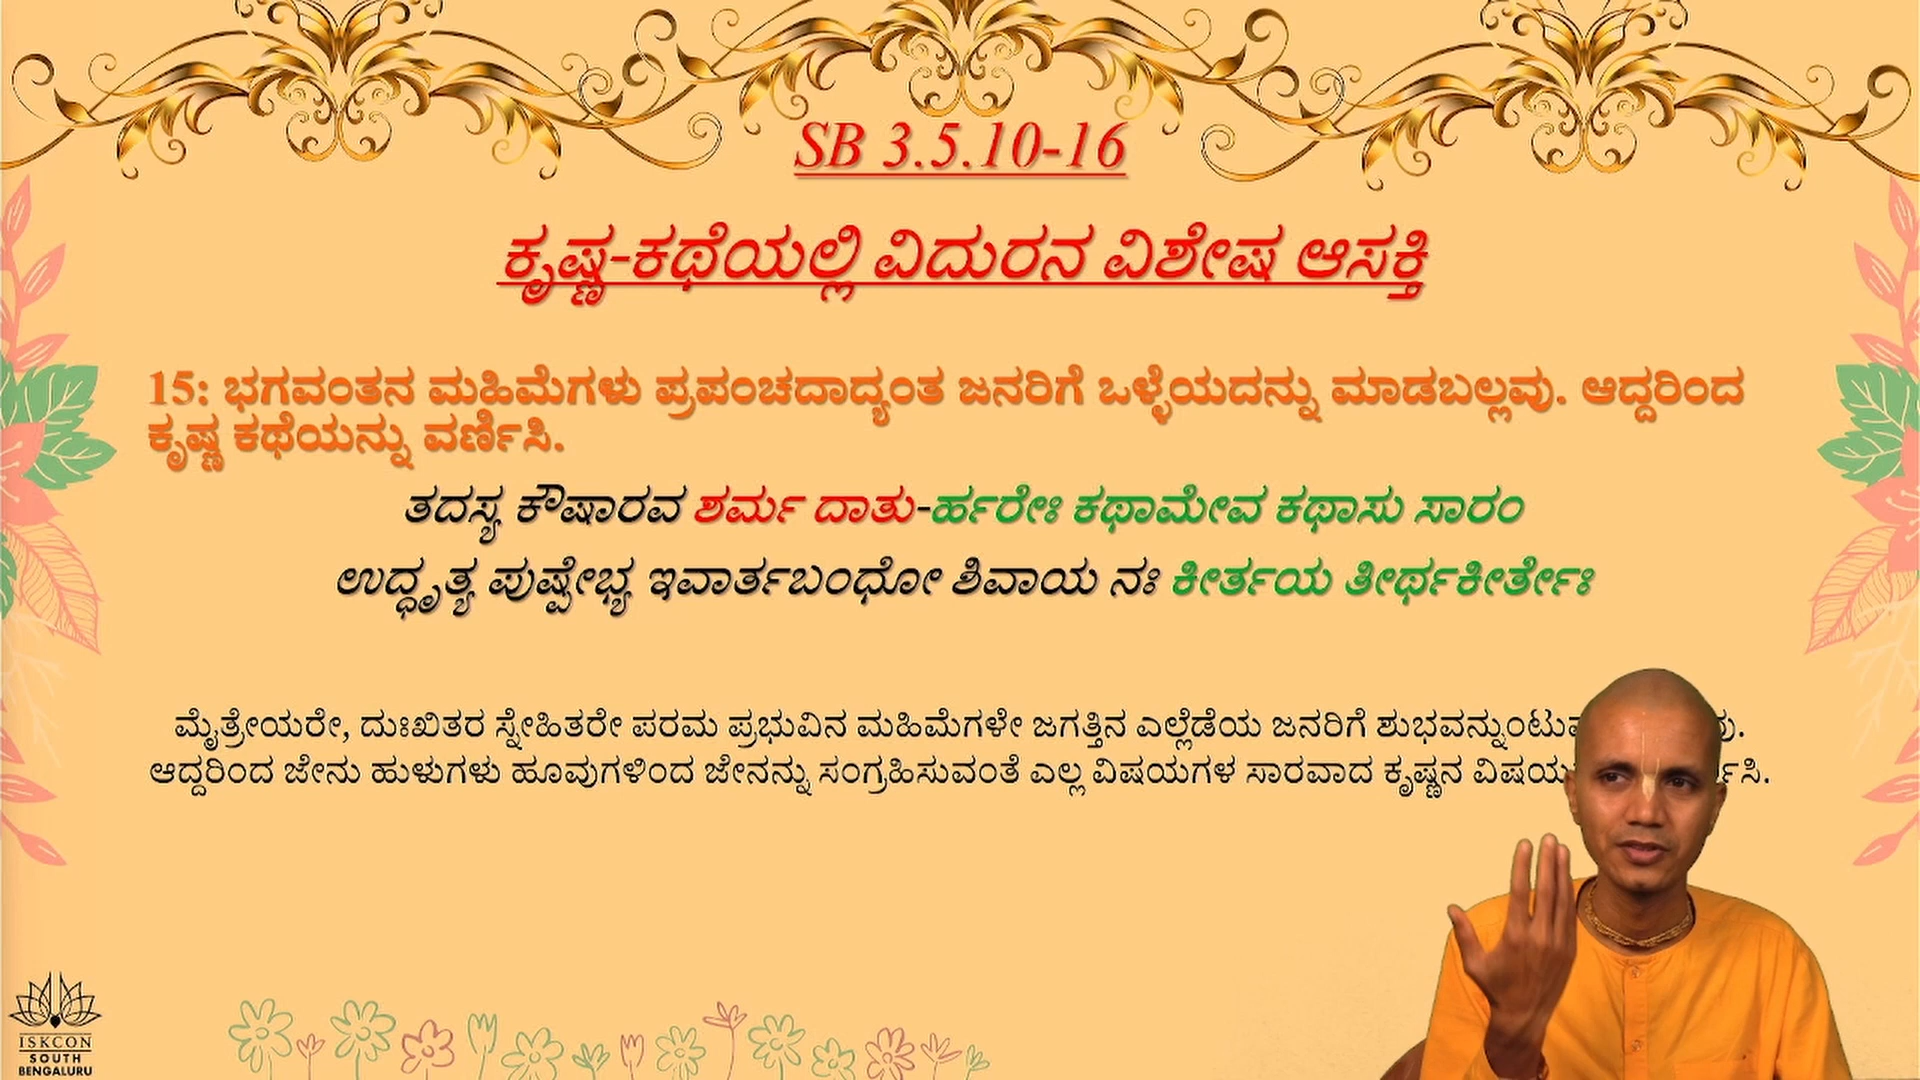 SB 3.5.10-16
ಕೃಷ್ಣ-ಕಥೆಯಲ್ಲಿ ವಿದುರನ ವಿಶೇಷ ಆಸಕ್ತಿ
15: ಭಗವಂತನ ಮಹಿಮೆಗಳು ಪ್ರಪಂಚದಾದ್ಯಂತ ಜನರಿಗೆ ಒಳ್ಳೆಯದನ್ನು ಮಾಡಬಲ್ಲವು. ಆದ್ದರಿಂದ
ಕೃಷ್ಣ ಕಥೆಯನ್ನು ವರ್ಣಿಸಿ.
ತದಸ್ಯ ಕೌಷಾರವ ಶರ್ಮ ದಾತು-ರ್ಹರೇಃ ಕಥಾಮೇವ ಕಥಾಸು ಸಾರಂ
ಉದ್ಧೃತ್ಯ ಪುಷ್ಪೇಭ್ಯ ಇವಾರ್ತಬಂಧೋ ಶಿವಾಯ ನಃ ಕೀರ್ತಯ ತೀರ್ಥಕೀರ್ತೇಃ
ಮೈತ್ರೇಯರೇ, ದುಃಖಿತರ ಸ್ನೇಹಿತರೇ ಪರಮ ಪ್ರಭುವಿನ ಮಹಿಮೆಗಳೇ ಜಗತ್ತಿನ ಎಲ್ಲೆಡೆಯ ಜನರಿಗೆ
ಆದ್ದರಿಂದ ಜೇನು ಹುಳುಗಳು ಹೂವುಗಳಿಂದ ಜೇನನ್ನು ಸಂಗ್ರಹಿಸುವಂತೆ ಎಲ್ಲ ವಿಷಯಗಳ ಸಾರವಾದ ಕೃಷ್ಣನ
ISKCON
SOUTH
BENGALURU